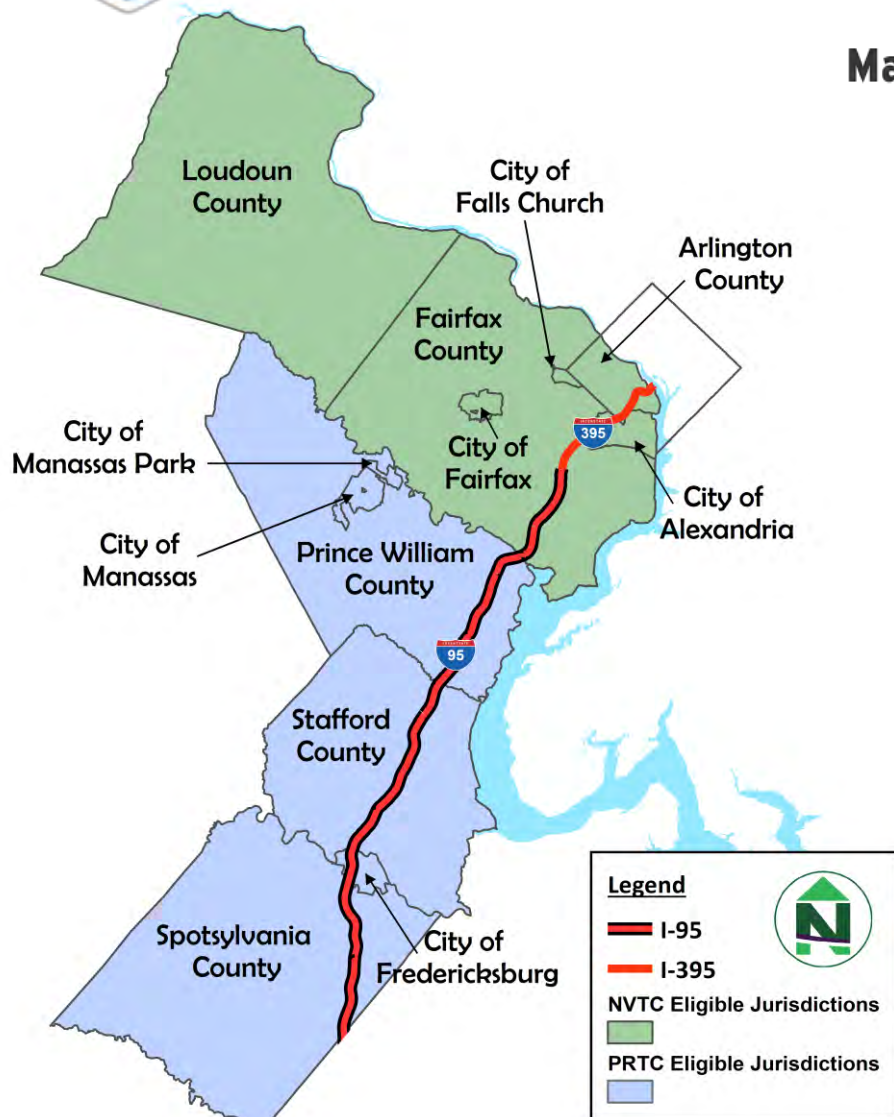 Ma
Loudoun
County
City of
Falls Church
Arlington
County
Fairfax
County
City of
Manassas Park
City of
Fairfax
395
City of
Alexandria
City of
Manassas
Prince William
County
95
Stafford
County
Spotsylvania
County
City of
Fredericksburg
Legend
I-95
I-395
NVTC Eligible Jurisdictions
PRTC Eligible Jurisdictions
N